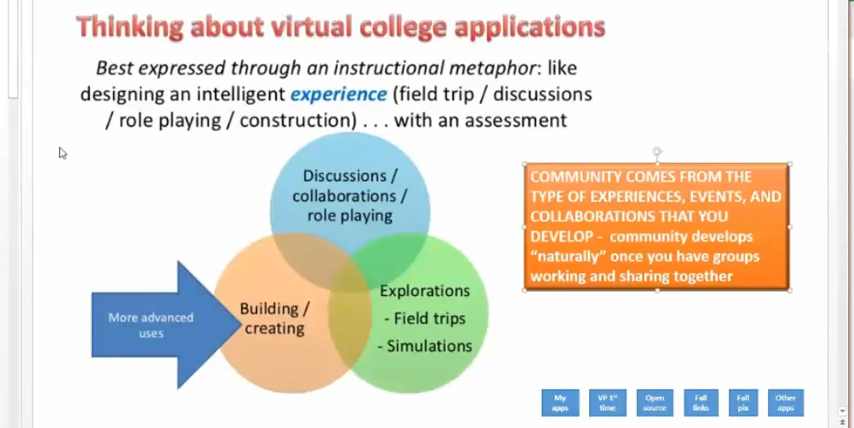 Thinking about virtual college applications
Best expressed through an instructional metaphor: like
designing an intelligent experience (field trip / discussions
/ role playing / construction) . . . with an assessment
Discussions /
collaborations /
role playing
COMMUNITY COMES FROM THE
TYPE OF EXPERIENCES, EVENTS, AND
COLLABORATIONS THAT YOU
DEVELOP - community develops
“naturally” once you have groups
working and sharing together
More advanced
uses
Building /
creating
Explorations
- Field trips
- Simulations
My
apps
VP 1st
time
Open
source
Fall
links
Fall
pix
Other
apps